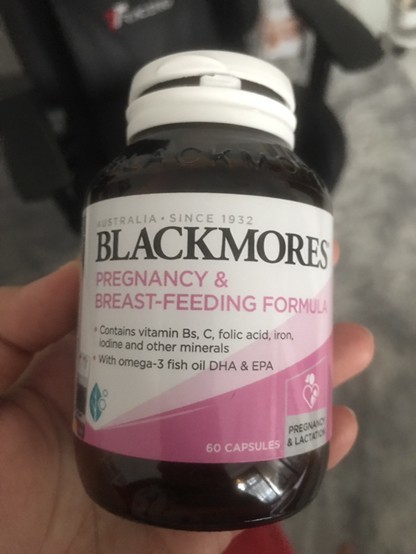 BLACKMORES
AUSTRALIA • SINCE 1932
BLACKMORES®
PREGNANCY &
BREAST-FEEDING FORMULA
• Contains vitamin Bs, C, folic acid, iron,
iodine and other minerals
• With omega-3 fish oil DHA & EPA
PREGNANCY
& LACTATION
60 CAPSULES